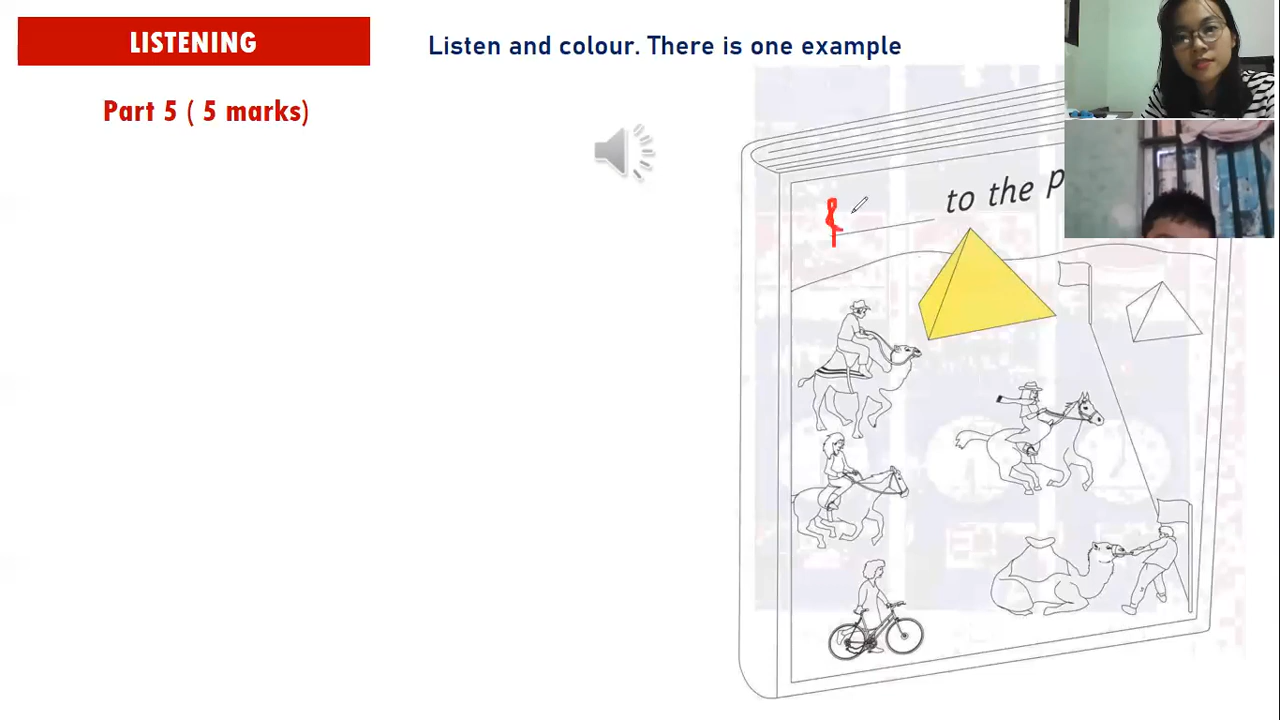 LISTENING
Listen and colour. There is one example
Part 5 ( 5 marks)
to the p